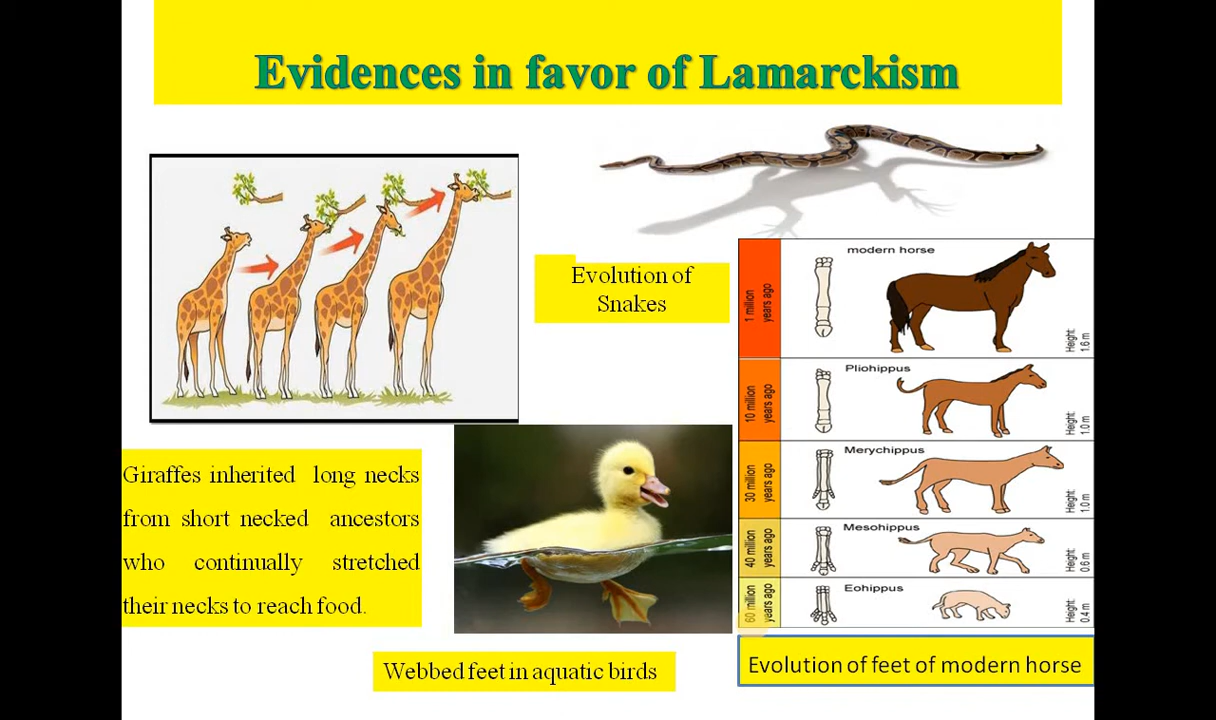 Evidences in favor of Lamarckism
Evolution of
Snakes
Giraffes inherited long necks
from short necked ancestors
who continually stretched
their necks to reach food.
Webbed feet in aquatic birds
modern horse
1 million
years ago
Height:
1.6 m
Pliohippus
10 million
years ago
Height:
1.0 m
Merychippus
30 million
years ago
Height:
1.0 m
Mesohippus
40 million
years ago
Height:
0.6 m
Eohippus
60 million
years ago
Height:
0.4 m
Evolution of feet of modern horse